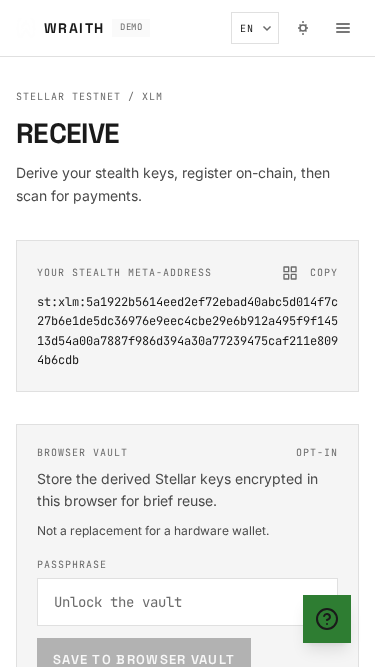 WRAITH DEMO EN
STELLAR TESTNET / XLM
RECEIVE
Derive your stealth keys, register on-chain, then
scan for payments.
YOUR STEALTH META-ADDRESS COPY
st:xlm:5a1922b5614eed2ef72ebad40abc5d014f7c
27b6e1de5dc36976e9eec4cbe29e6b912a495f9f145
13d54a00a7887f986d394a30a77239475caf211e809
4b6cdb
BROWSER VAULT OPT-IN
Store the derived Stellar keys encrypted in
this browser for brief reuse.
Not a replacement for a hardware wallet.
PASSPHRASE
Unlock the vault
SAVE TO BROWSER VAULT